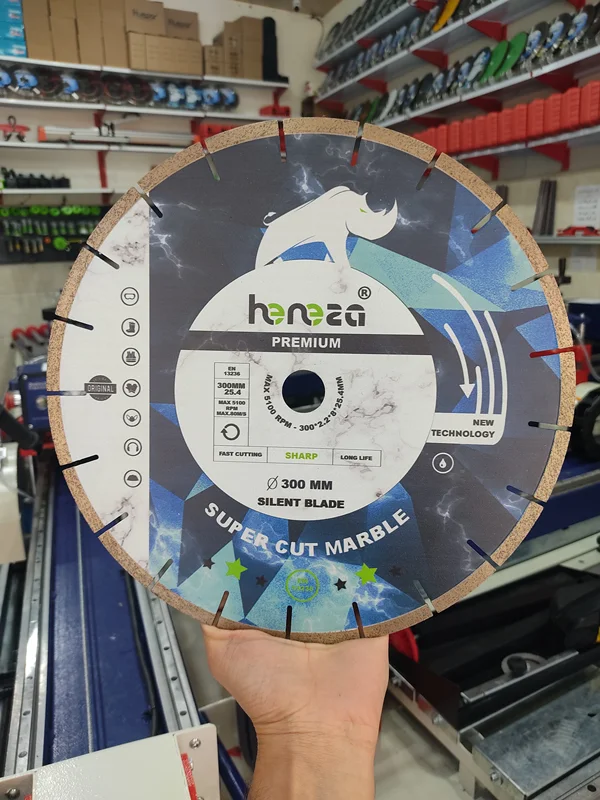 heneza®
PREMIUM
EN
13236
300MM
25.4
MAX 5100
RPM
MAX.80M/S
MAX 5100 RPM - 300*2.2*8*25.4MM
ORIGINAL
FAST CUTTING
SHARP
LONG LIFE
Ø 300 MM
SILENT BLADE
NEW
TECHNOLOGY
SUPER CUT MARBLE